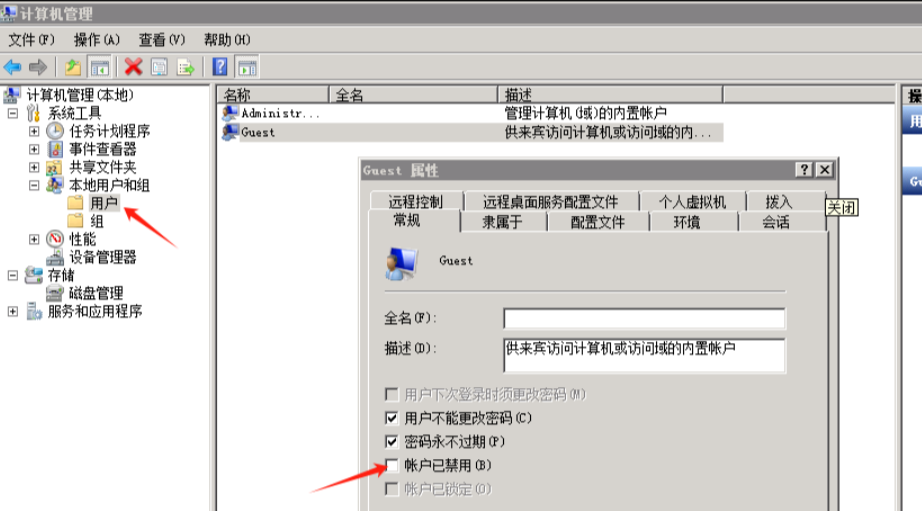 计算机管理
文件(F) 操作(A) 查看(V) 帮助(H)
计算机管理(本地)
系统工具
任务计划程序
事件查看器
共享文件夹
本地用户和组
用户
组
性能
设备管理器
存储
磁盘管理
服务和应用程序
名称 全名 描述
Administr... 管理计算机(域)的内置帐户
Guest 供来宾访问计算机或访问域的内...
操
用
Gu
Guest 属性
远程控制 远程桌面服务配置文件 个人虚拟机 拨入
常规 隶属于 配置文件 环境 会话
关闭
Guest
全名(F):
描述(D): 供来宾访问计算机或访问域的内置帐户
用户下次登录时须更改密码(M)
用户不能更改密码(C)
密码永不过期(P)
帐户已禁用(B)
帐户已锁定(O)